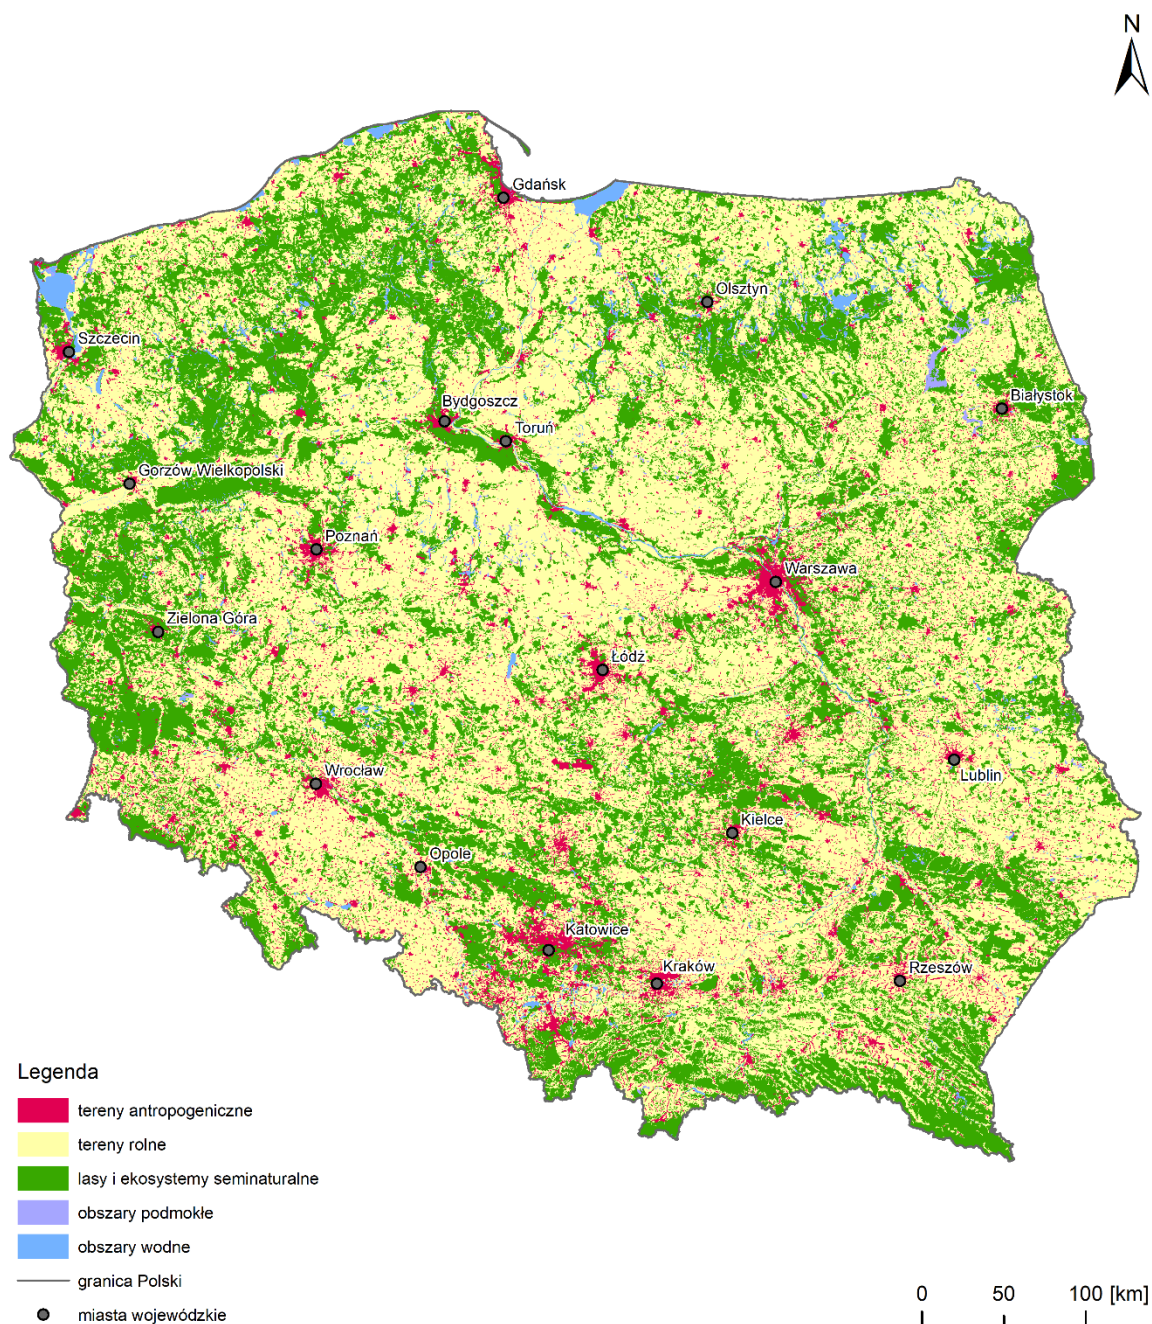 N
Gdańsk
Olsztyn
Szczecin
Białystok
Bydgoszcz
Toruń
Gorzów Wielkopolski
Poznań
Warszawa
Zielona Góra
Łódź
Wrocław
Lublin
Kielce
Opole
Katowice
Kraków
Rzeszów
Legenda
tereny antropogeniczne
tereny rolne
lasy i ekosystemy seminaturalne
obszary podmokłe
obszary wodne
granica Polski
miasta wojewódzkie
0 50 100 [km]